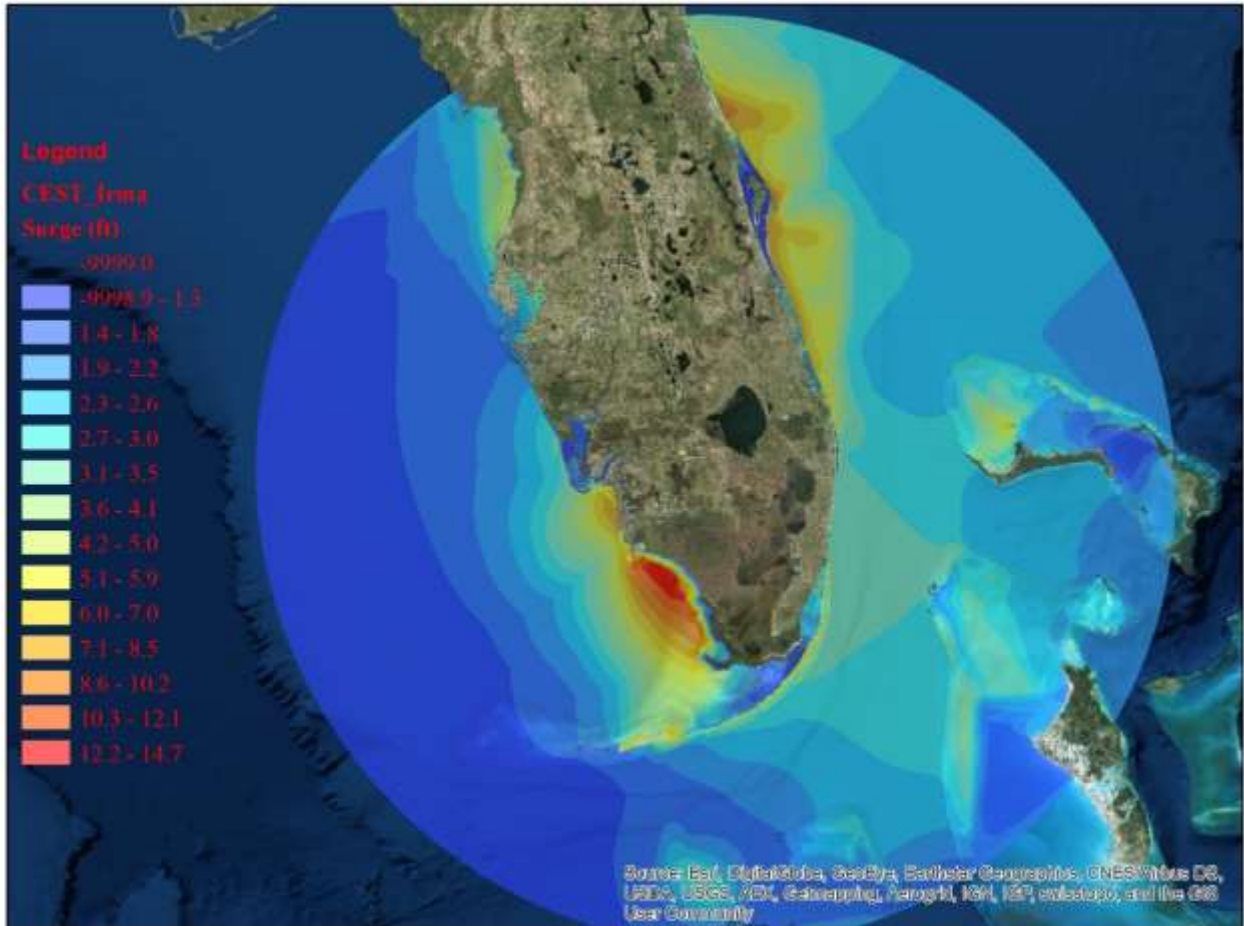 Legend
CEST_Irma
Surge (ft)
-9999.0
-9998.9 - 1.3
1.4 - 1.8
1.9 - 2.2
2.3 - 2.6
2.7 - 3.0
3.1 - 3.5
3.6 - 4.1
4.2 - 5.0
5.1 - 5.9
6.0 - 7.0
7.1 - 8.5
8.6 - 10.2
10.3 - 12.1
12.2 - 14.7
Source: Esri, DigitalGlobe, GeoEye, Earthstar Geographics, CNES/Airbus DS,
USDA, USGS, AEX, Getmapping, Aerogrid, IGN, IGP, swisstopo, and the GIS
User Community